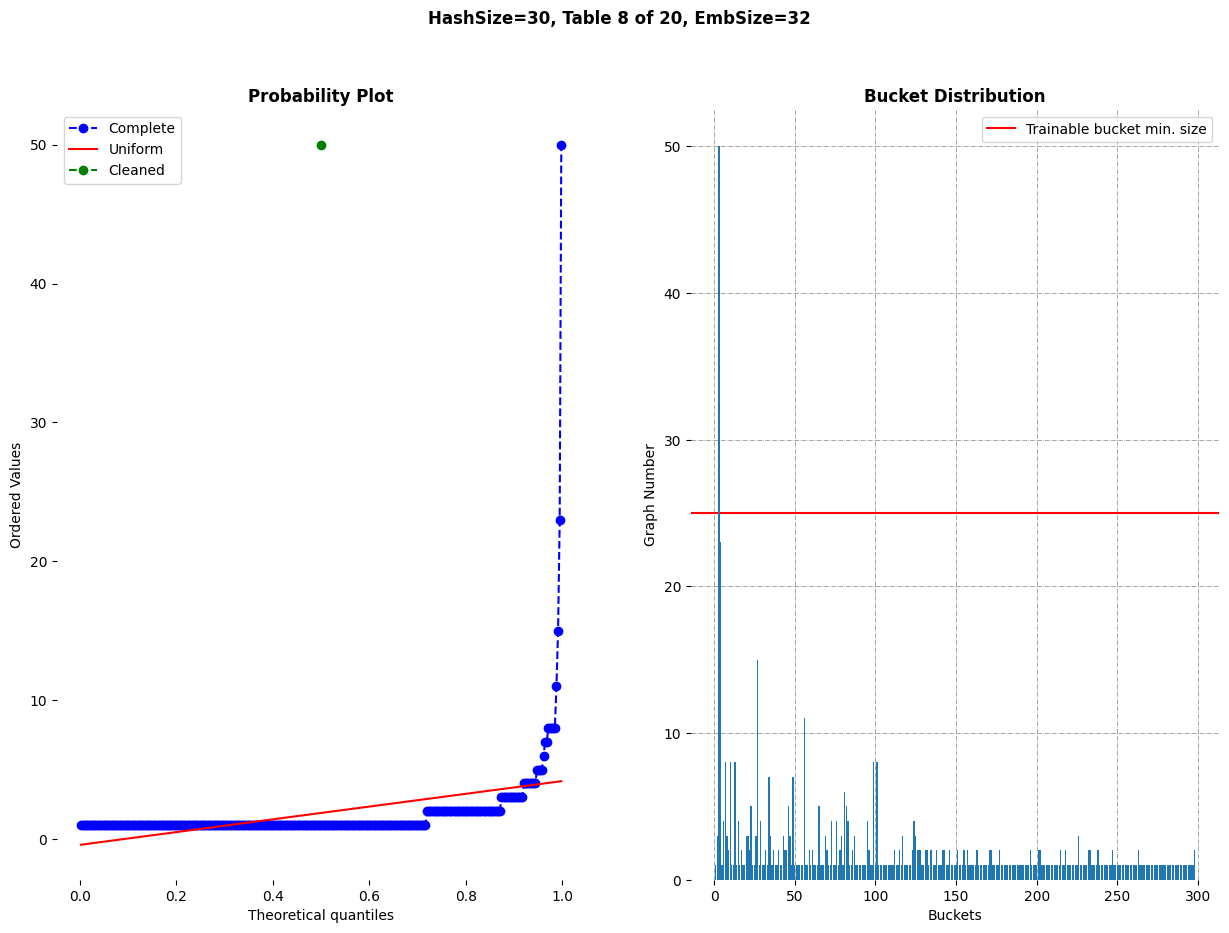 HashSize=30, Table 8 of 20, EmbSize=32
Probability Plot
Complete
Uniform
Cleaned
Ordered Values
50
40
30
20
10
0
0.0 0.2 0.4 0.6 0.8 1.0
Theoretical quantiles
Bucket Distribution
Trainable bucket min. size
Graph Number
50
40
30
20
10
0
0 50 100 150 200 250 300
Buckets